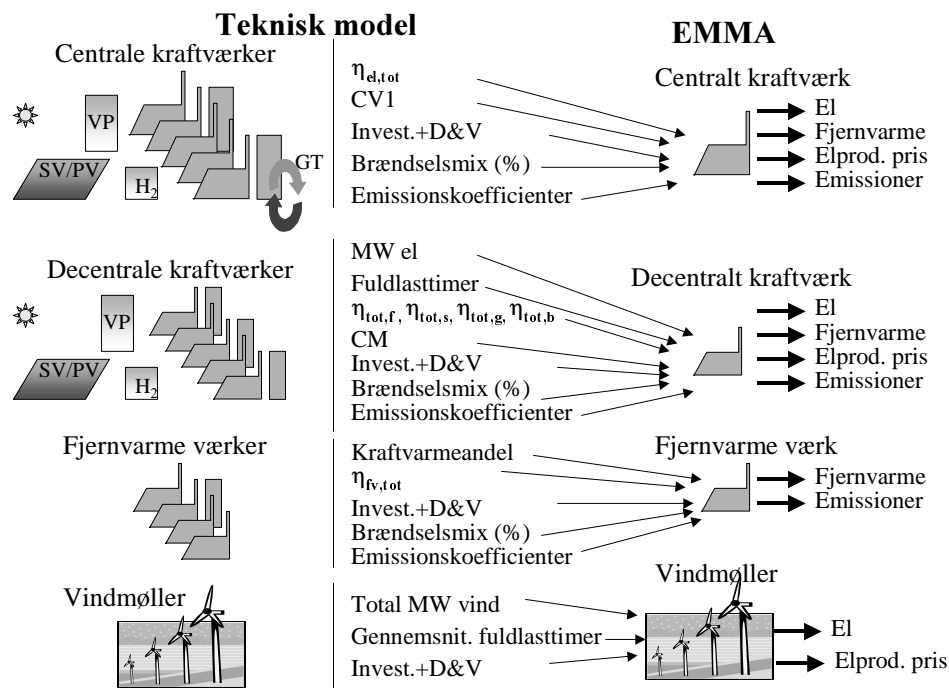 Teknisk model
EMMA
Centrale kraftværker
VP
SV/PV
H2
GT
ηel,tot
CV1
Invest.+D&V
Brændselsmix (%)
Emissionskoefficienter
Centralt kraftværk
El
Fjernvarme
Elprod. pris
Emissioner
Decentrale kraftværker
VP
SV/PV
H2
MW el
Fuldlasttimer
ηtot,f , ηtot,s, ηtot,g, ηtot,b
CM
Invest.+D&V
Brændselsmix (%)
Emissionskoefficienter
Decentralt kraftværk
El
Fjernvarme
Elprod. pris
Emissioner
Fjernvarme værker
Kraftvarmeandel
ηfv,tot
Invest.+D&V
Brændselsmix (%)
Emissionskoefficienter
Fjernvarme værk
Fjernvarme
Emissioner
Vindmøller
Total MW vind
Gennemsnit. fuldlasttimer
Invest.+D&V
Vindmøller
El
Elprod. pris